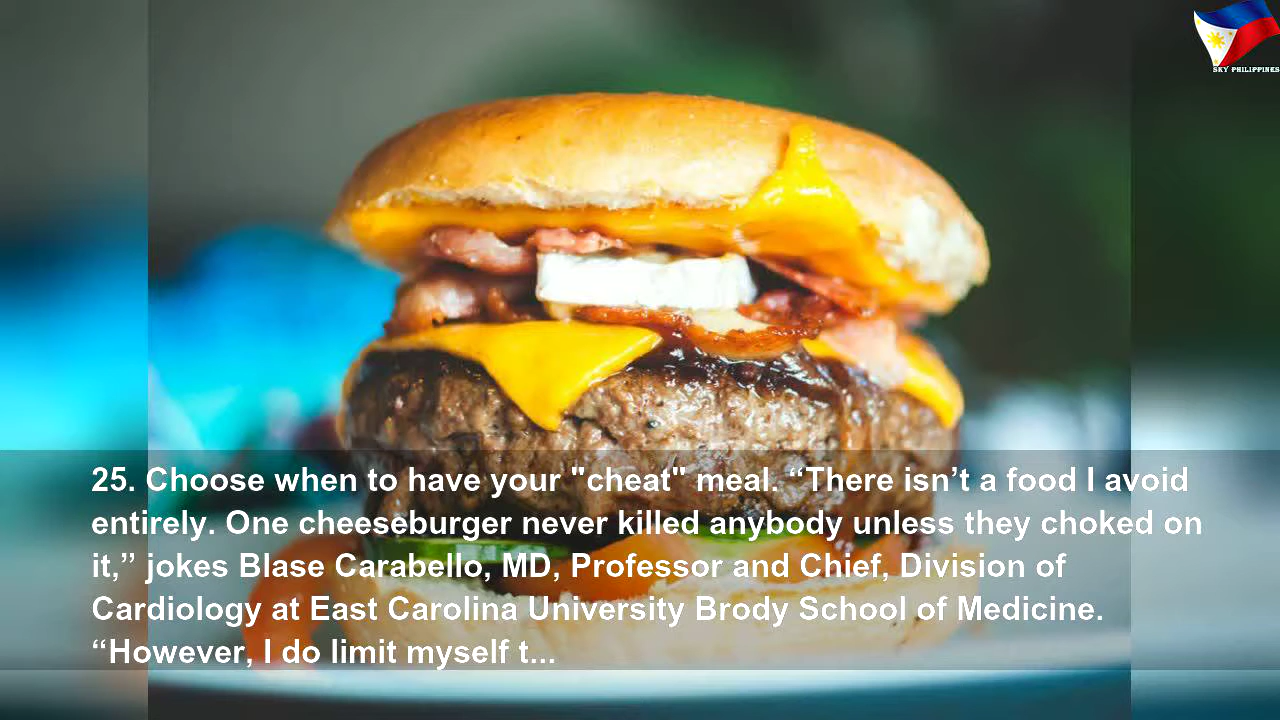 SKY PHILIPPINES
25. Choose when to have your "cheat" meal. “There isn’t a food I avoid
entirely. One cheeseburger never killed anybody unless they choked on
it,” jokes Blase Carabello, MD, Professor and Chief, Division of
Cardiology at East Carolina University Brody School of Medicine.
“However, I do limit myself t...